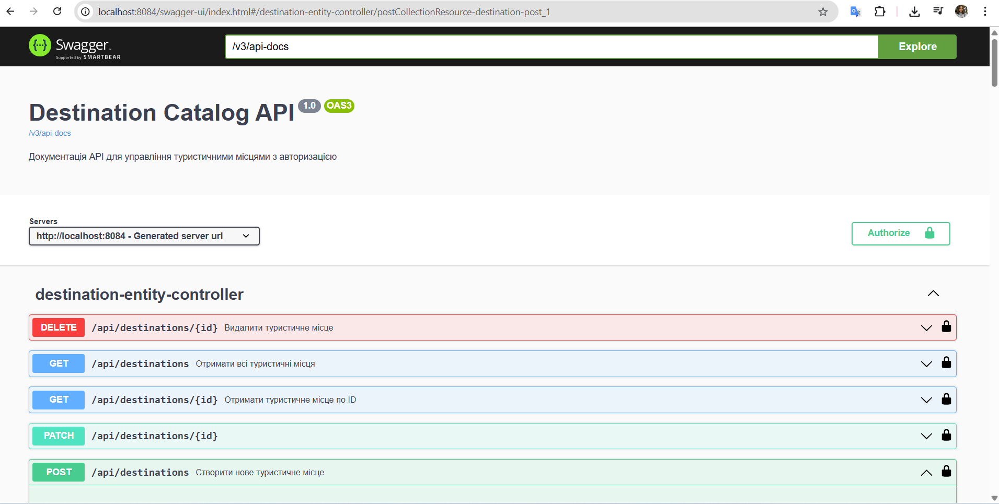 localhost:8084/swagger-ui/index.html#/destination-entity-controller/postCollectionResource-destination-post_1
Swagger
Supported by SMARTBEAR
/v3/api-docs
Explore
Destination Catalog API 1.0 OAS3
/v3/api-docs
Документація API для управління туристичними місцями з авторизацією
Servers
http://localhost:8084 - Generated server url
Authorize
destination-entity-controller
DELETE /api/destinations/{id} Видалити туристичне місце
GET /api/destinations Отримати всі туристичні місця
GET /api/destinations/{id} Отримати туристичне місце по ID
PATCH /api/destinations/{id}
POST /api/destinations Створити нове туристичне місце